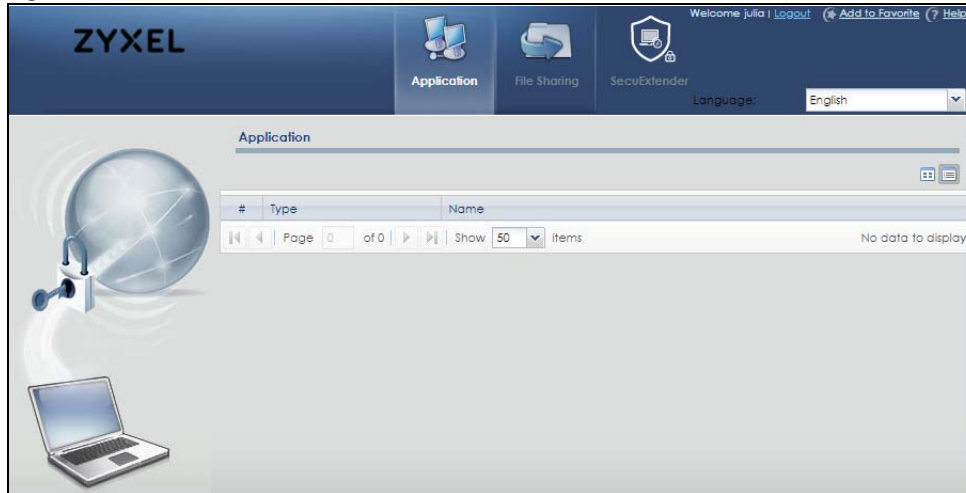 Welcome julia | Logout Add to Favorite ? Help
ZYXEL
Application File Sharing SecuExtender
Language: English
Application
# Type Name
Page 0 of 0 Show 50 items No data to display